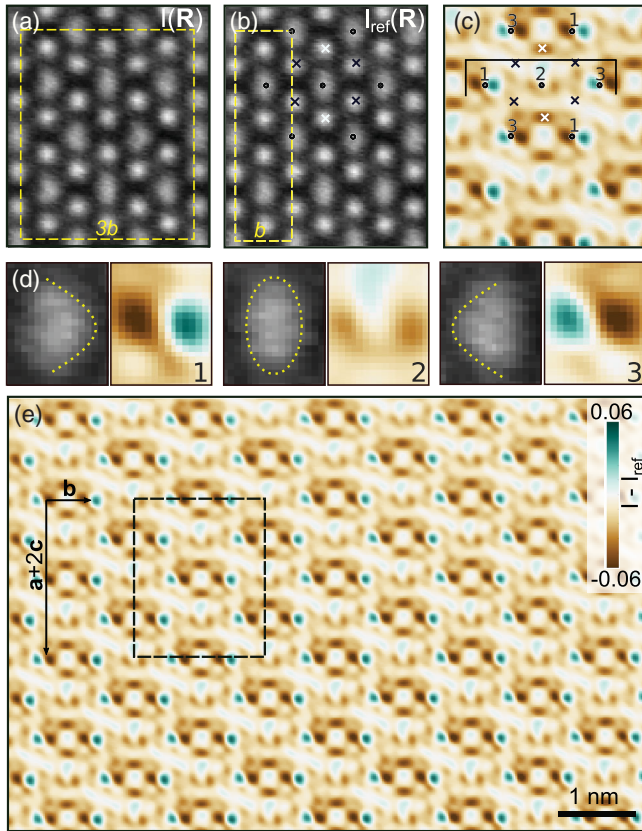 (a) I(R)
3b
(b) I_ref(R)
b
(c)
3 1
1 2 3
3 1
(d)
1
2
3
(e)
0.06
I - I_ref
-0.06
b
a+2c
1 nm